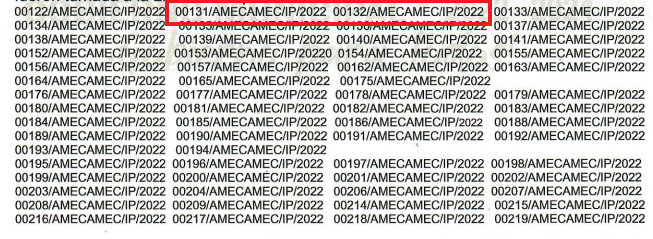 00122/AMECAMEC/IP/2022 00131/AMECAMEC/IP/2022 00132/AMECAMEC/IP/2022 00133/AMECAMEC/IP/2022
00134/AMECAMEC/IP/2022 00135/AMECAMEC/IP/2022 00136/AMECAMEC/IP/2022 00137/AMECAMEC/IP/2022
00138/AMECAMEC/IP/2022 00139/AMECAMEC/IP/2022 00140/AMECAMEC/IP/2022 00141/AMECAMEC/IP/2022
00152/AMECAMEC/IP/2022 00153/AMECAMEC/IP/20220 0154/AMECAMEC/IP/2022 00155/AMECAMEC/IP/2022
00156/AMECAMEC/IP/2022 00157/AMECAMEC/IP/2022 00162/AMECAMEC/IP/2022 00163/AMECAMEC/IP/2022
00164/AMECAMEC/IP/2022 00165/AMECAMEC/IP/2022 00175/AMECAMEC/IP/2022
00176/AMECAMEC/IP/2022 00177/AMECAMEC/IP/2022 00178/AMECAMEC/IP/2022 00179/AMECAMEC/IP/2022
00180/AMECAMEC/IP/2022 00181/AMECAMEC/IP/2022 00182/AMECAMEC/IP/2022 00183/AMECAMEC/IP/2022
00184/AMECAMEC/IP/2022 00185/AMECAMEC/IP/2022 00186/AMECAMEC/IP/2022 00188/AMECAMEC/IP/2022
00189/AMECAMEC/IP/2022 00190/AMECAMEC/IP/2022 00191/AMECAMEC/IP/2022 00192/AMECAMEC/IP/2022
00193/AMECAMEC/IP/2022 00194/AMECAMEC/IP/2022
00195/AMECAMEC/IP/2022 00196/AMECAMEC/IP/2022 00197/AMECAMEC/IP/2022 00198/AMECAMEC/IP/2022
00199/AMECAMEC/IP/2022 00200/AMECAMEC/IP/2022 00201/AMECAMEC/IP/2022 00202/AMECAMEC/IP/2022
00203/AMECAMEC/IP/2022 00204/AMECAMEC/IP/2022 00206/AMECAMEC/IP/2022 00207/AMECAMEC/IP/2022
00208/AMECAMEC/IP/2022 00209/AMECAMEC/IP/2022 00214/AMECAMEC/IP/2022 00215/AMECAMEC/IP/2022
00216/AMECAMEC/IP/2022 00217/AMECAMEC/IP/2022 00218/AMECAMEC/IP/2022 00219/AMECAMEC/IP/2022